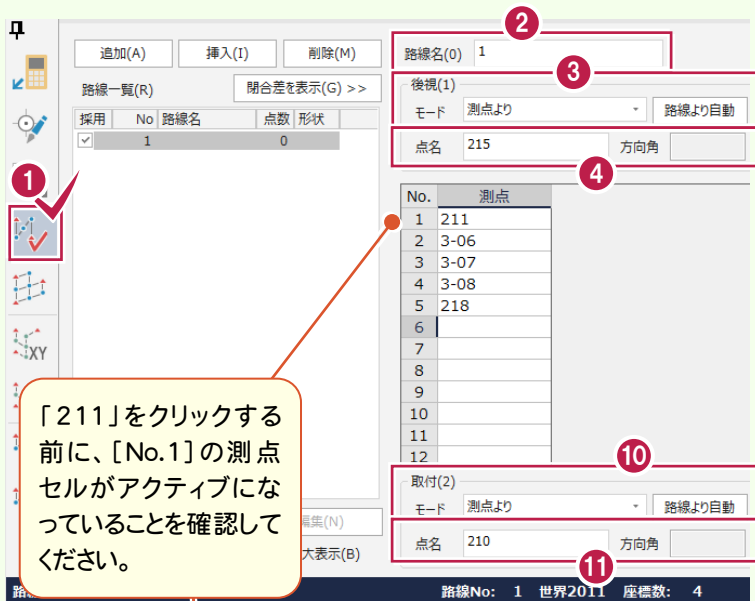 2
追加(A) 挿入(I) 削除(M) 路線名(0) 1
3
路線一覧(R) 閉合差を表示(G) >> 後視(1)
モード 測点より 路線より自動
採用 No 路線名 点数 形状
1 0
点名 215 方向角
4
1
No. 測点
1 211
2 3-06
3 3-07
4 3-08
5 218
6
7
8
9
10
11
12
XY
「211」をクリックする
前に、[No.1]の測点
セルがアクティブにな
っていることを確認して
ください。
10
取付(2)
モード 測点より 路線より自動
編集(N)
点名 210 方向角
大表示(B)
11
路線No: 1 世界2011 座標数: 4